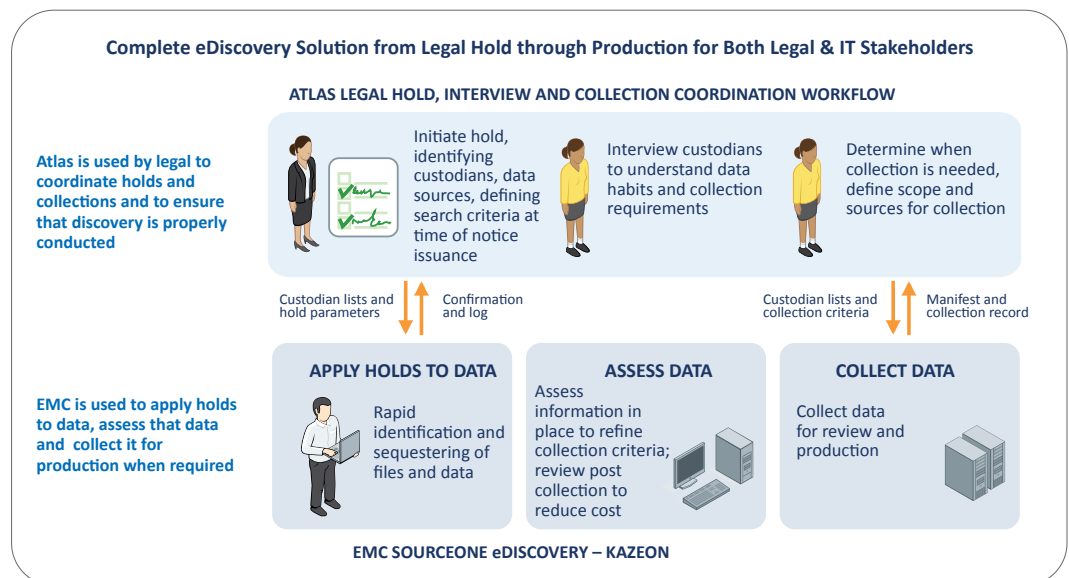 Complete eDiscovery Solution from Legal Hold through Production for Both Legal & IT Stakeholders
ATLAS LEGAL HOLD, INTERVIEW AND COLLECTION COORDINATION WORKFLOW
Atlas is used by legal to
coordinate holds and
collections and to ensure
that discovery is properly
conducted
Initiate hold,
identifying
custodians, data
sources, defining
search criteria at
time of notice
issuance
Interview custodians
to understand data
habits and collection
requirements
Determine when
collection is needed,
define scope and
sources for collection
Custodian lists and
hold parameters
Confirmation
and log
Custodian lists and
collection criteria
Manifest and
collection record
EMC is used to apply holds
to data, assess that data
and collect it for
production when required
APPLY HOLDS TO DATA
Rapid
identification and
sequestering of
files and data
ASSESS DATA
Assess
information in
place to refine
collection criteria;
review post
collection to
reduce cost
COLLECT DATA
Collect data
for review and
production
EMC SOURCEONE eDISCOVERY – KAZEON